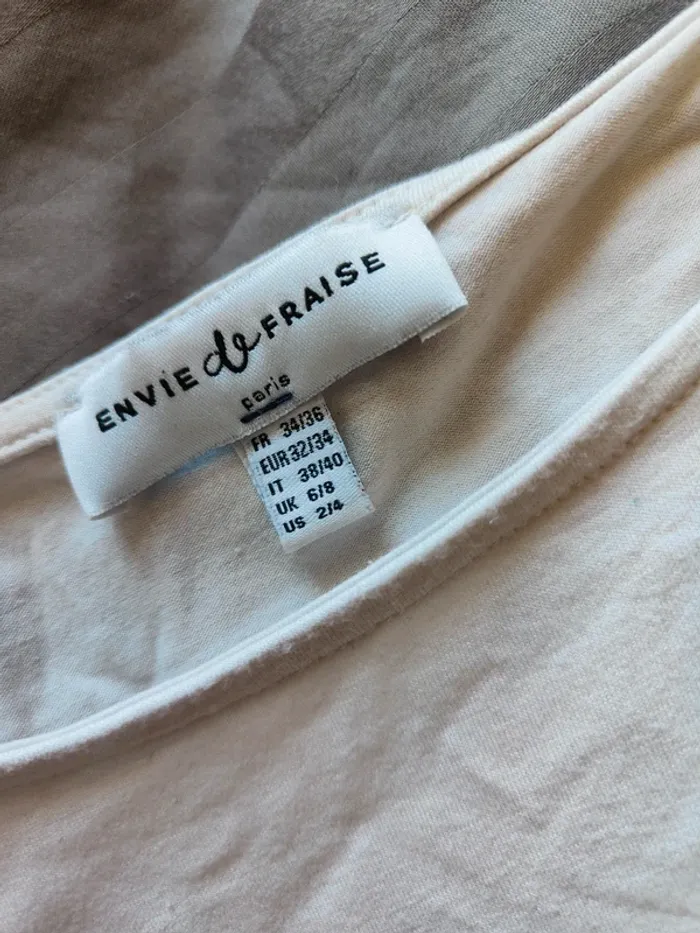 ENVIE de FRAISE
paris
FR 34/36
EUR 32/34
IT 38/40
UK 6/8
US 2/4